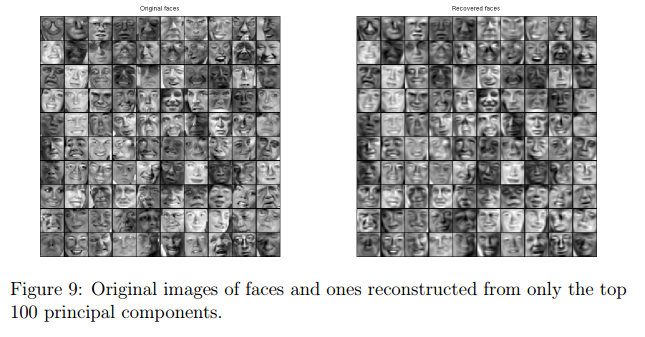 Original faces
Recovered faces
Figure 9: Original images of faces and ones reconstructed from only the top
100 principal components.